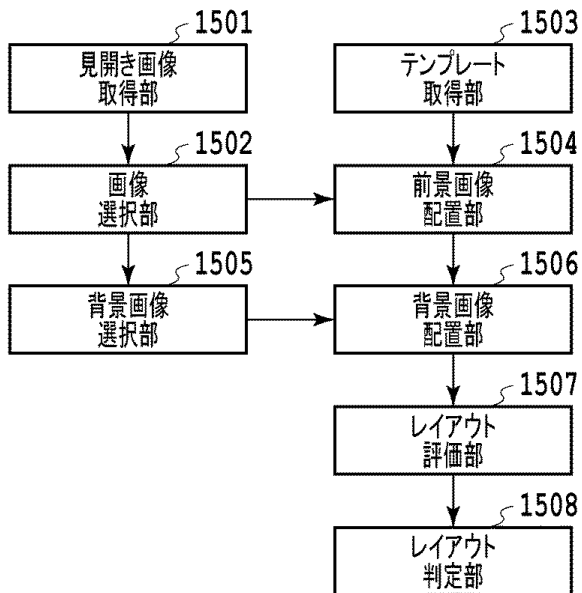 1501
見開き画像
取得部
1503
テンプレート
取得部
1502
画像
選択部
1504
前景画像
配置部
1505
背景画像
選択部
1506
背景画像
配置部
1507
レイアウト
評価部
1508
レイアウト
判定部